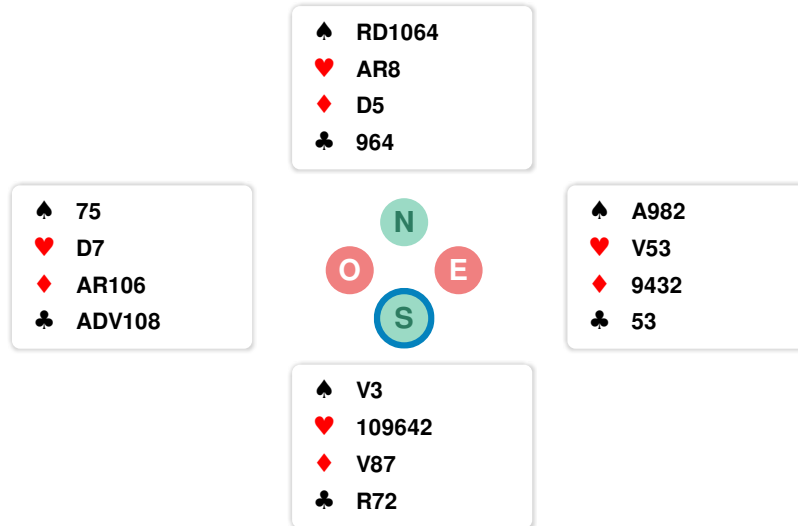 ♠ RD1064
♥ AR8
♦ D5
♣ 964
♠ 75
♥ D7
♦ AR106
♣ ADV108
N
O E
S
♠ A982
♥ V53
♦ 9432
♣ 53
♠ V3
♥ 109642
♦ V87
♣ R72